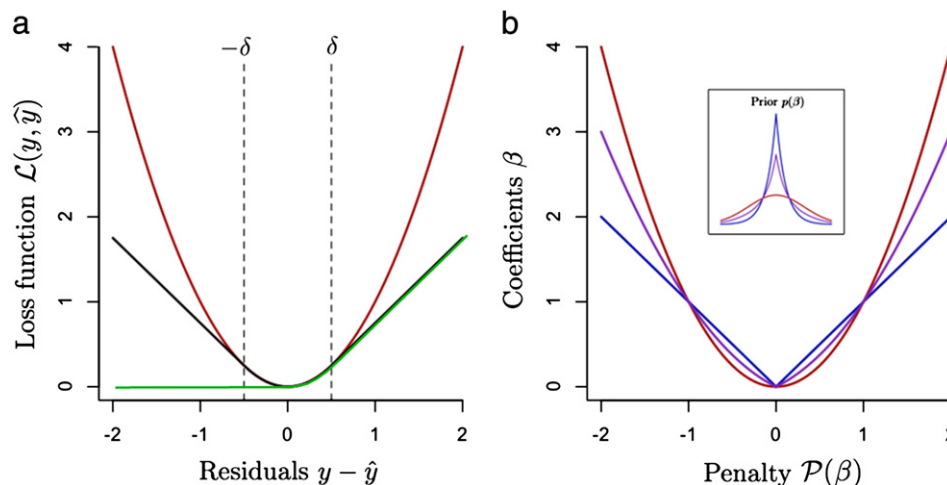 a
−δ
δ
4
3
2
1
0
-2
-1
0
1
2
Loss function ℒ(y, ŷ)
Residuals y − ŷ
b
4
3
2
1
0
-2
-1
0
1
2
Coefficients β
Penalty 𝒫(β)
Prior p(β)